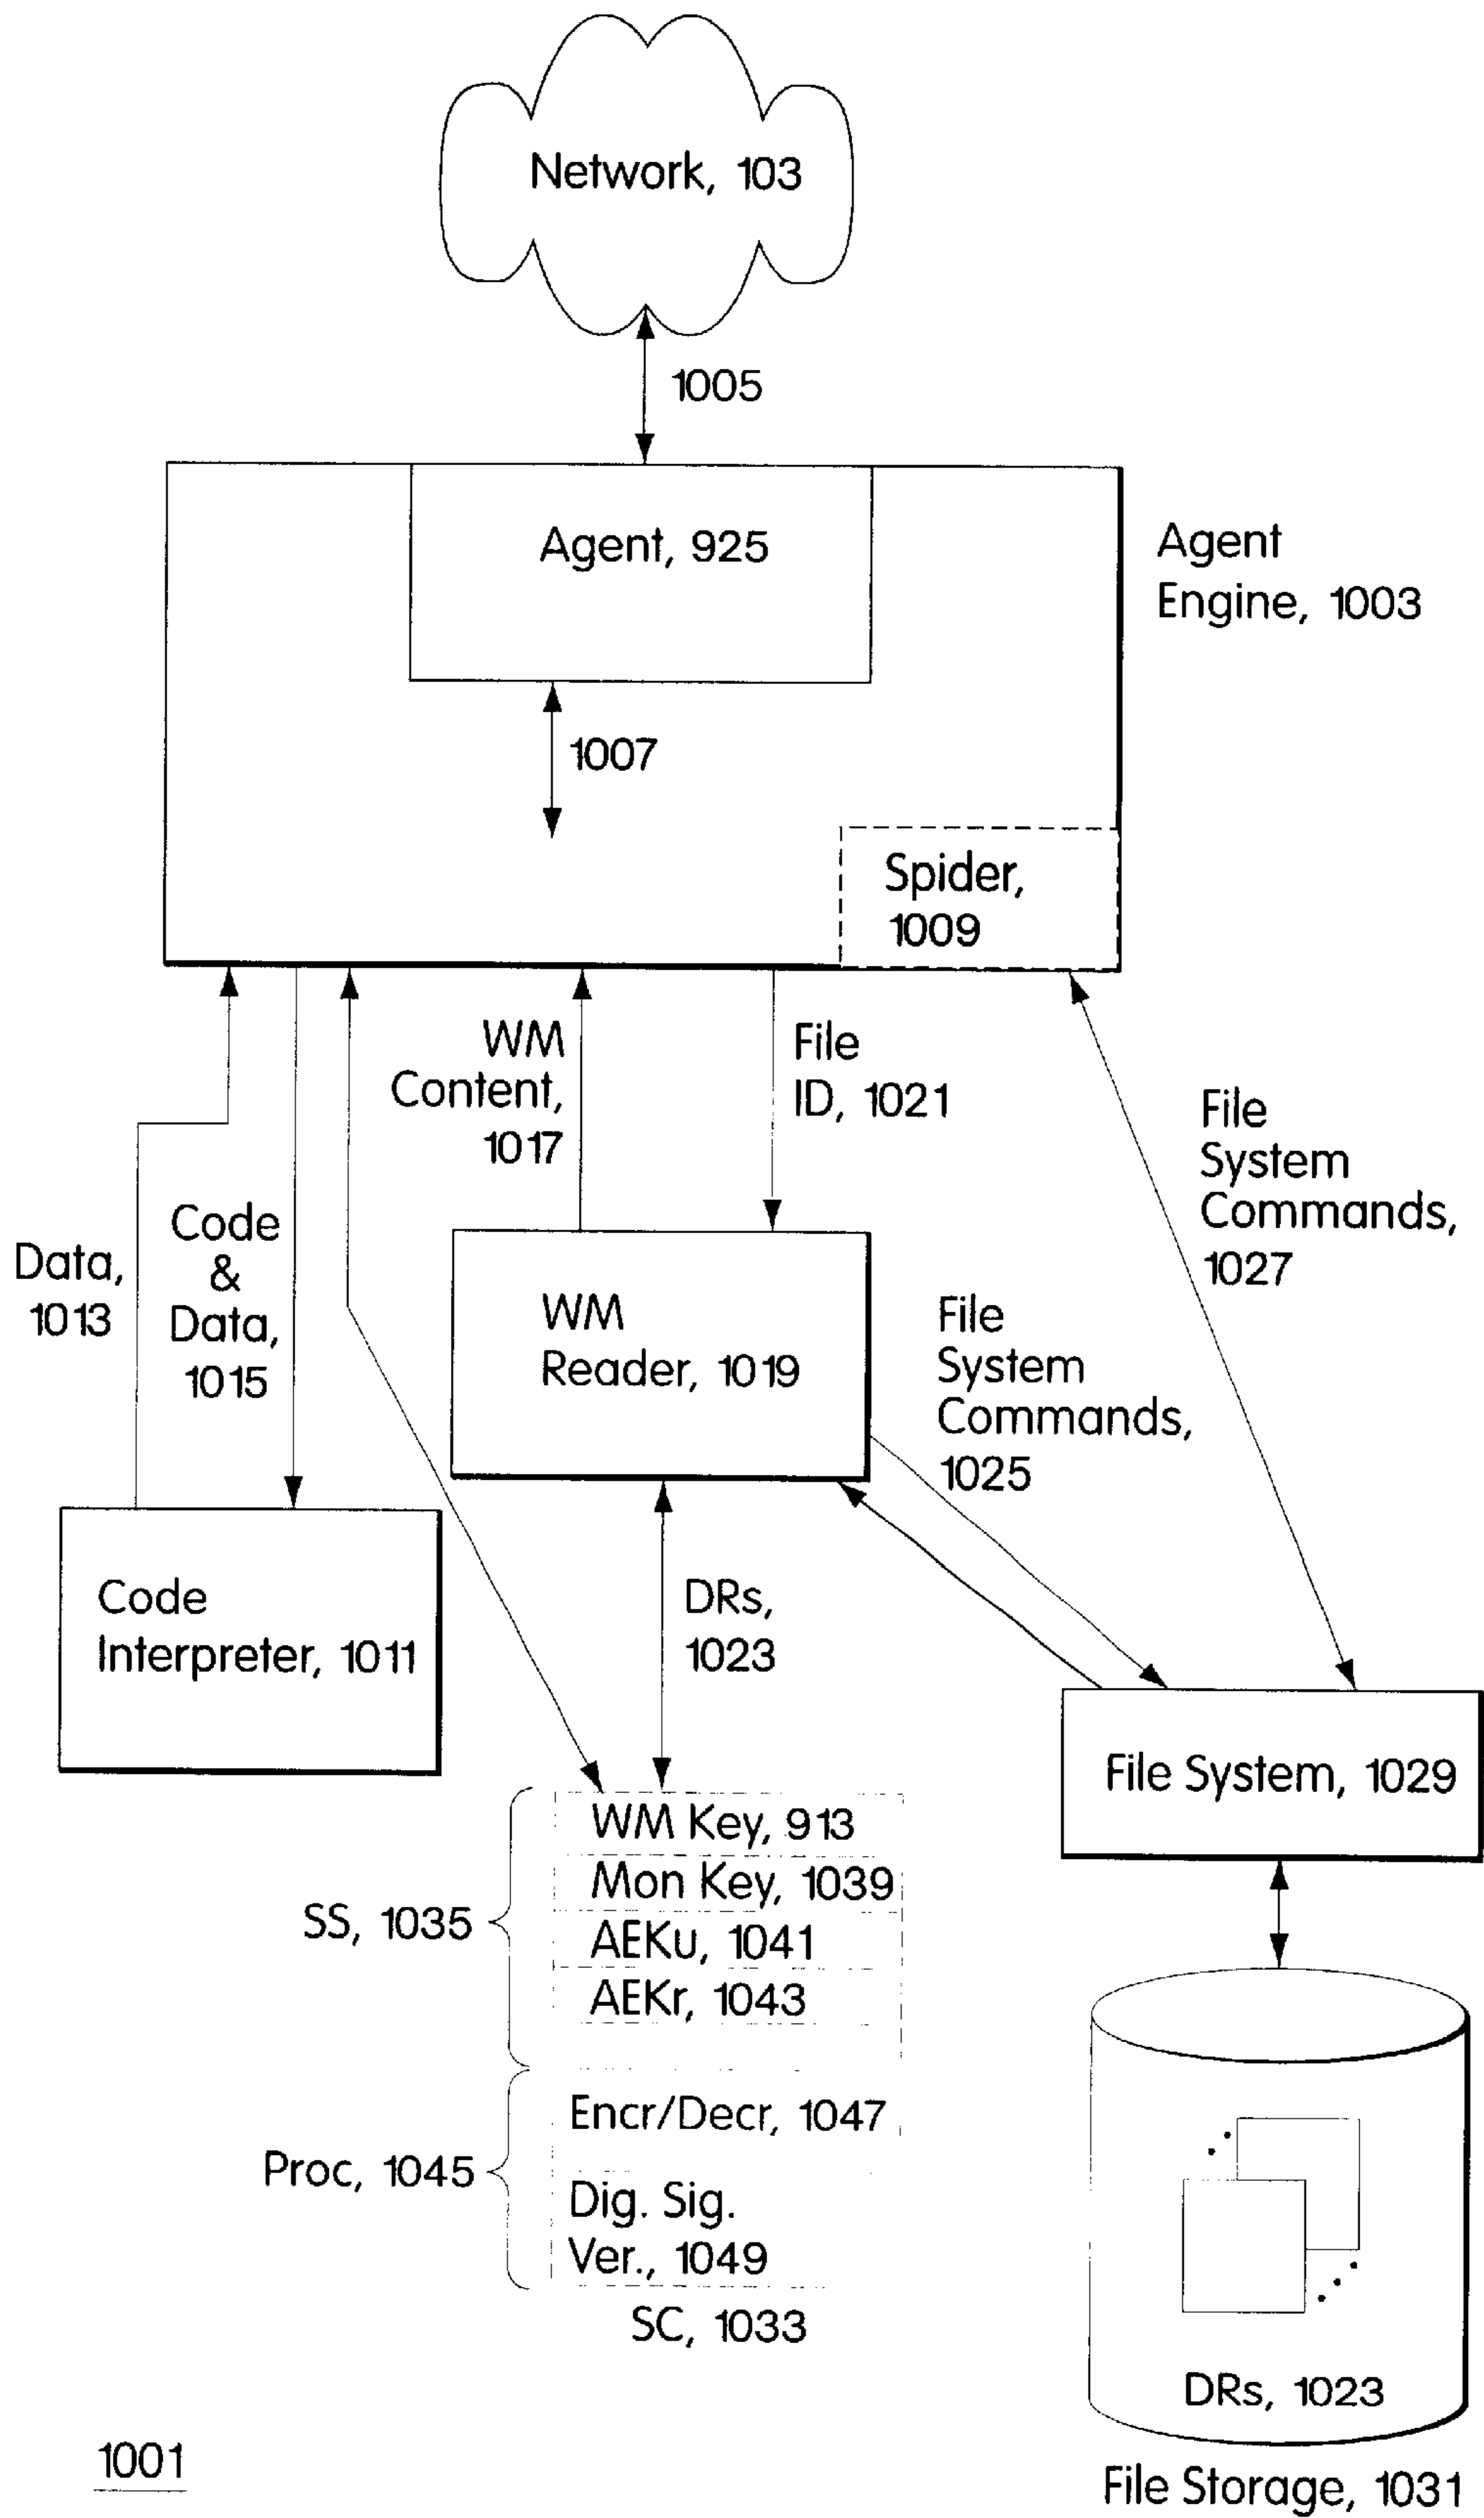 Network, 103
1005
Agent, 925
Agent
Engine, 1003
1007
Spider,
1009
WM
Content,
1017
File
ID, 1021
File
System
Commands,
1027
Data,
1013
Code
&
Data,
1015
WM
Reader, 1019
File
System
Commands,
1025
Code
Interpreter, 1011
DRs,
1023
File System, 1029
SS, 1035
WM Key, 913
Mon Key, 1039
AEKu, 1041
AEKr, 1043
Proc, 1045
Encr/Decr, 1047
Dig. Sig.
Ver., 1049
SC, 1033
DRs, 1023
File Storage, 1031
1001